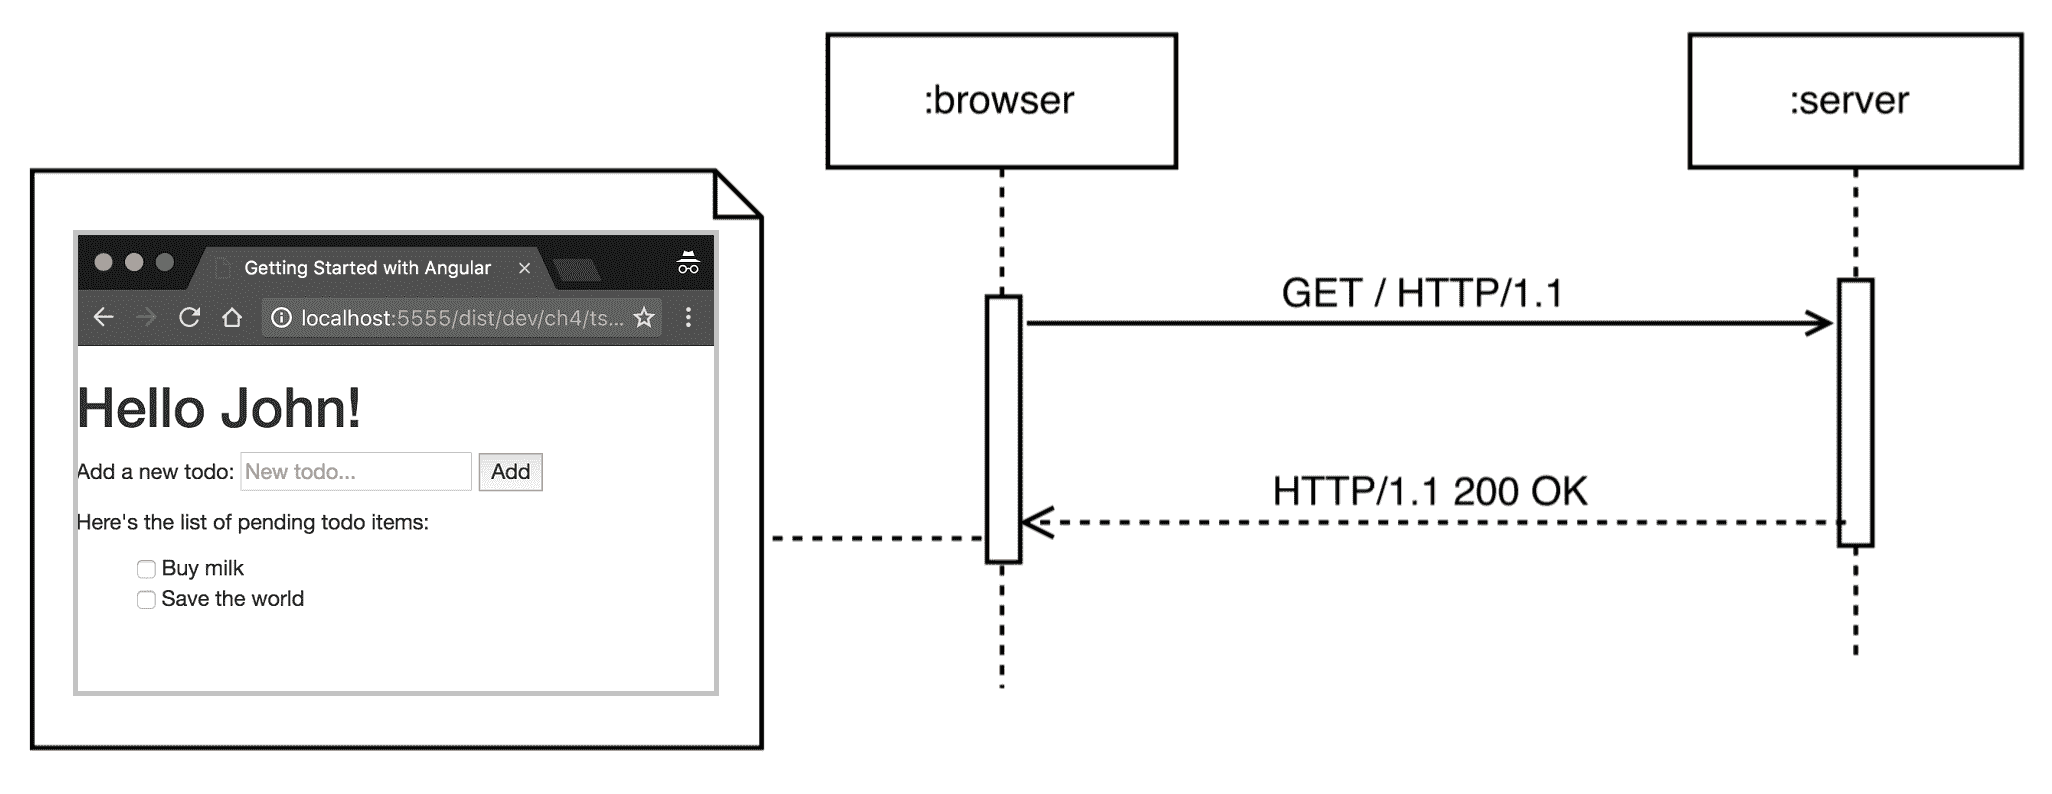 :browser
:server
Getting Started with Angular
localhost:5555/dist/dev/ch4/ts...
Hello John!
Add a new todo: New todo... Add
Here's the list of pending todo items:
Buy milk
Save the world
GET / HTTP/1.1
HTTP/1.1 200 OK